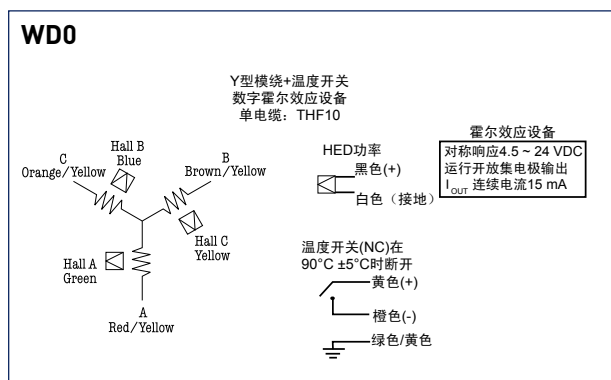 WD0
Y型模绕+温度开关
数字霍尔效应设备
单电缆：THF10
C
Orange/Yellow
Hall B
Blue
B
Brown/Yellow
Hall C
Yellow
Hall A
Green
A
Red/Yellow
HED功率
黑色(+)
白色（接地）
霍尔效应设备
对称响应4.5 ~ 24 VDC
运行开放集电极输出
IOUT 连续电流15 mA
温度开关(NC)在
90°C ±5°C时断开
黄色(+)
橙色(-)
绿色/黄色